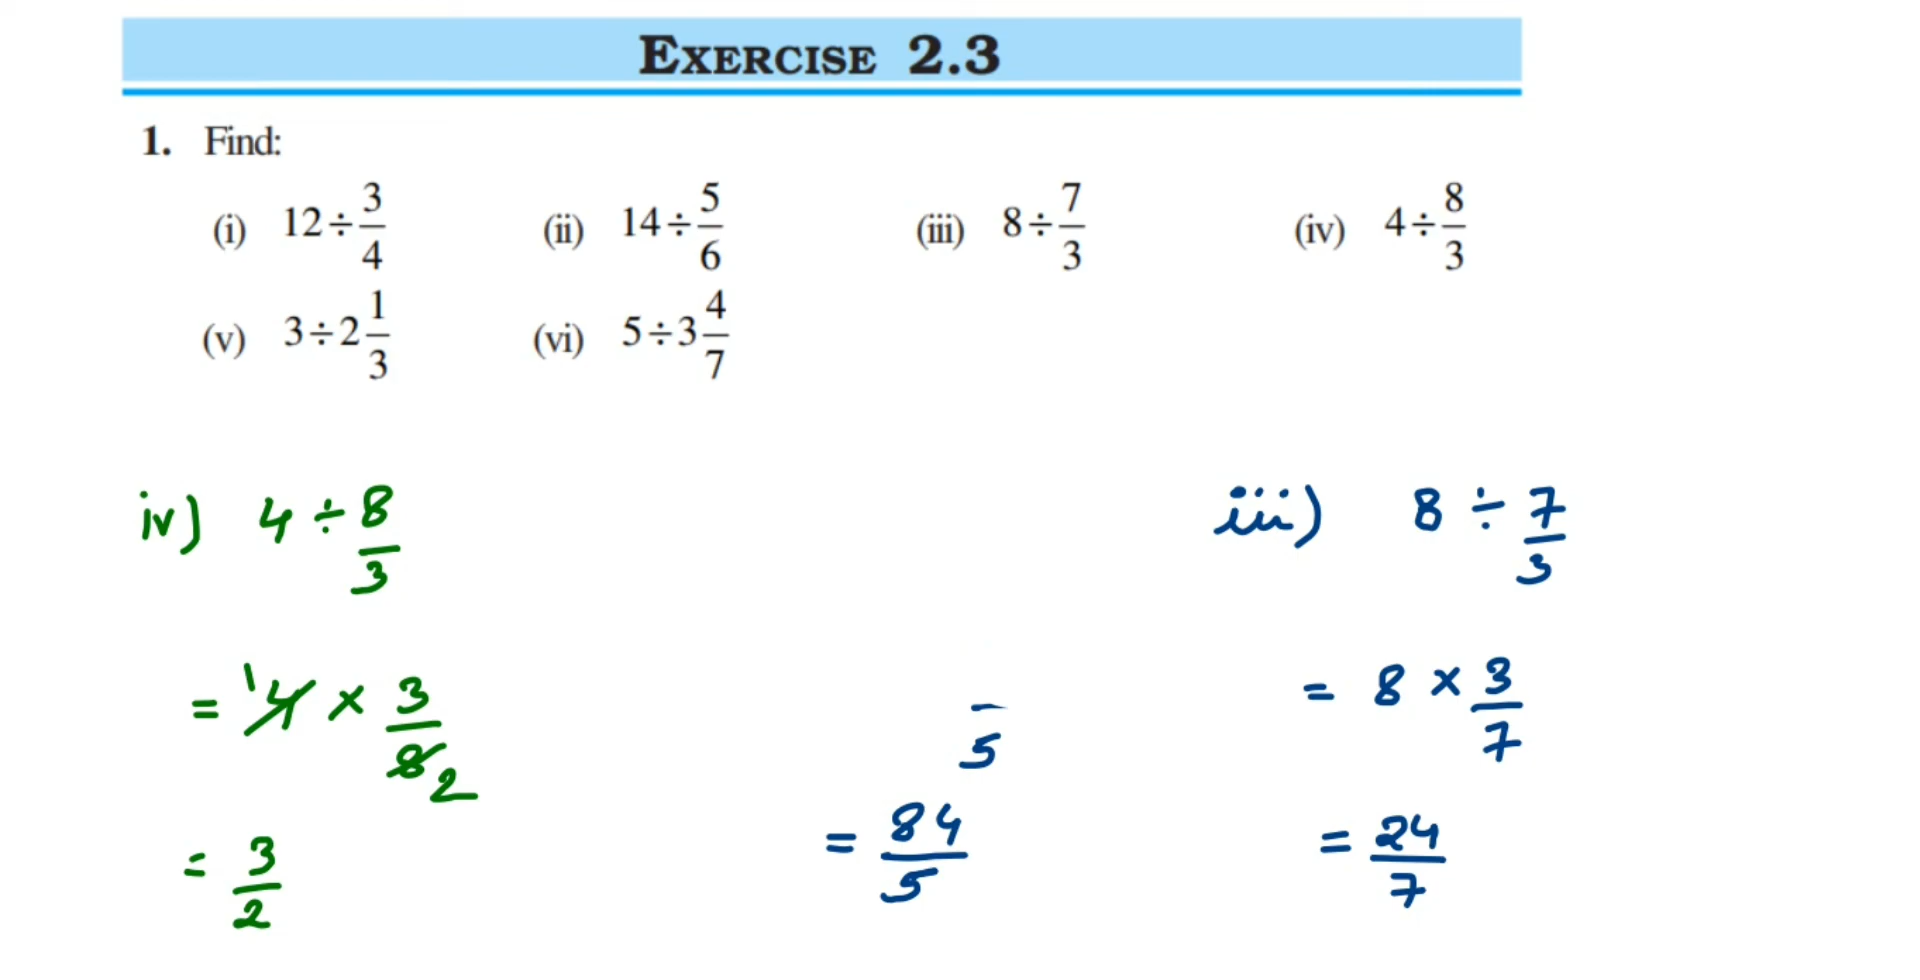 EXERCISE 2.3
1. Find:
(i) 12 ÷ 3/4 (ii) 14 ÷ 5/6 (iii) 8 ÷ 7/3 (iv) 4 ÷ 8/3
(v) 3 ÷ 2 1/3 (vi) 5 ÷ 3 4/7
iv) 4 ÷ 8/3
= 1 4 × 3/8 2
= 3/2
5
= 84/5
iii) 8 ÷ 7/3
= 8 × 3/7
= 24/7